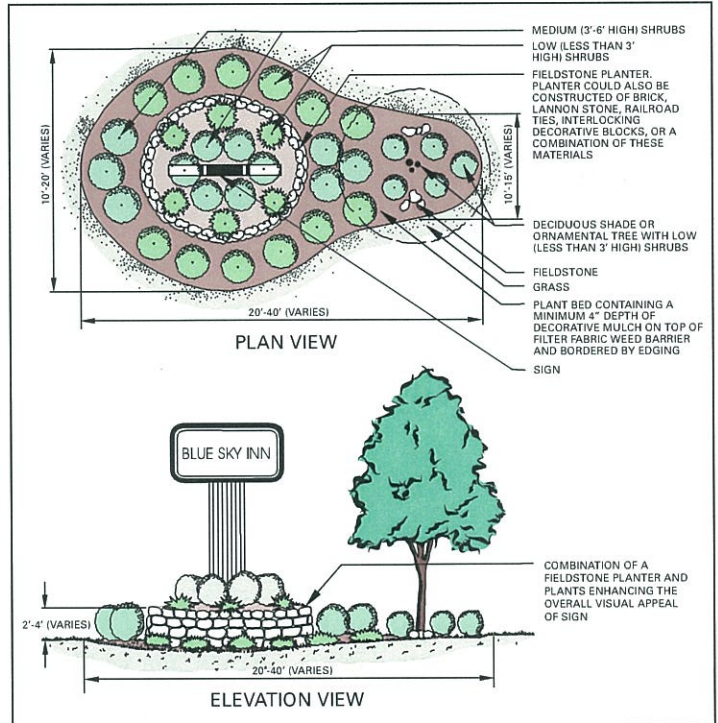 MEDIUM (3'-6' HIGH) SHRUBS
LOW (LESS THAN 3'
HIGH) SHRUBS
FIELDSTONE PLANTER.
PLANTER COULD ALSO BE
CONSTRUCTED OF BRICK,
LANNON STONE, RAILROAD
TIES, INTERLOCKING
DECORATIVE BLOCKS, OR A
COMBINATION OF THESE
MATERIALS
10'-20' (VARIES)
10'-15' (VARIES)
DECIDUOUS SHADE OR
ORNAMENTAL TREE WITH LOW
(LESS THAN 3' HIGH) SHRUBS
FIELDSTONE
GRASS
PLANT BED CONTAINING A
MINIMUM 4" DEPTH OF
DECORATIVE MULCH ON TOP OF
FILTER FABRIC WEED BARRIER
AND BORDERED BY EDGING
SIGN
20'-40' (VARIES)
PLAN VIEW
BLUE SKY INN
COMBINATION OF A
FIELDSTONE PLANTER AND
PLANTS ENHANCING THE
OVERALL VISUAL APPEAL
OF SIGN
2'-4' (VARIES)
20'-40' (VARIES)
ELEVATION VIEW